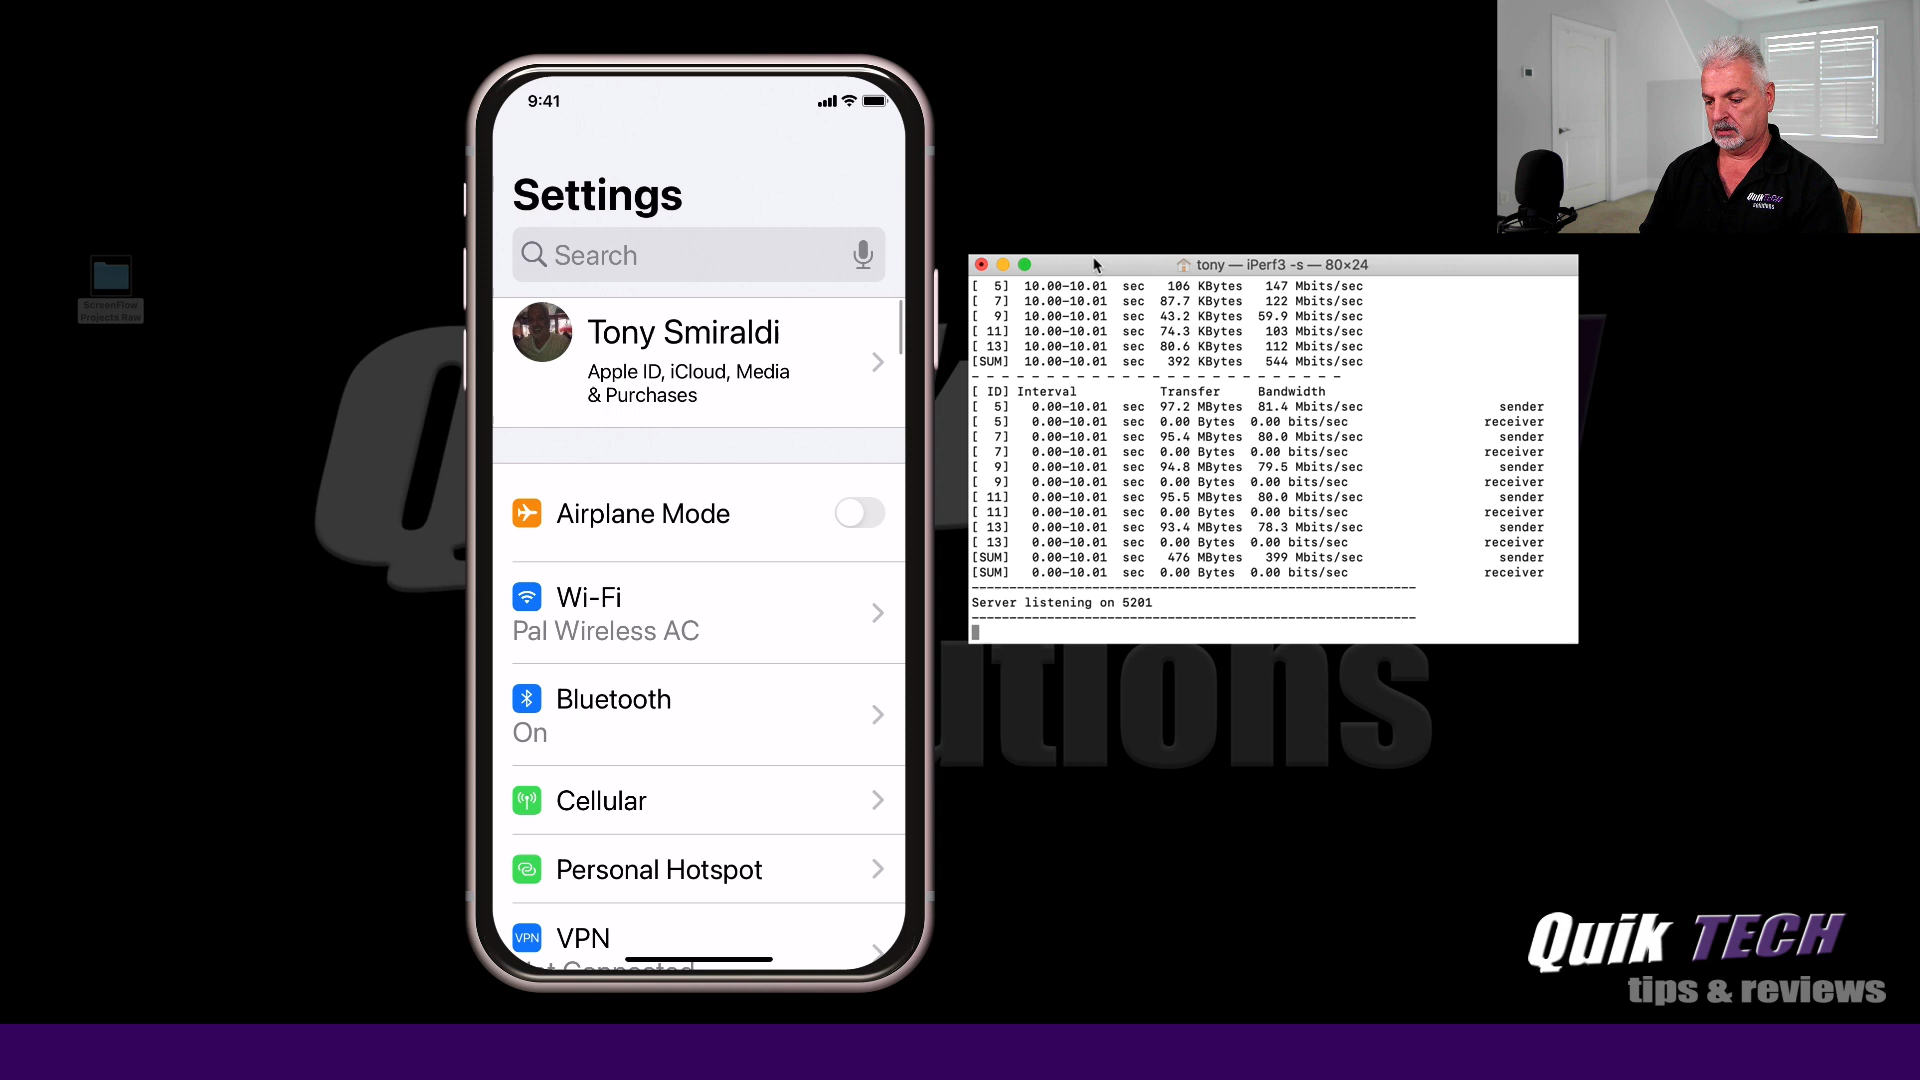 9:41
Settings
Search
Tony Smiraldi
Apple ID, iCloud, Media
& Purchases
Airplane Mode
Wi-Fi
Pal Wireless AC
Bluetooth
On
Cellular
Personal Hotspot
VPN
VPN
ScreenFlow
Projects Raw
tony — iPerf3 -s — 80×24
[  5]  10.00-10.01  sec   106 KBytes   147 Mbits/sec
[  7]  10.00-10.01  sec  87.7 KBytes   122 Mbits/sec
[  9]  10.00-10.01  sec  43.2 KBytes  59.9 Mbits/sec
[ 11]  10.00-10.01  sec  74.3 KBytes   103 Mbits/sec
[ 13]  10.00-10.01  sec  80.6 KBytes   112 Mbits/sec
[SUM]  10.00-10.01  sec   392 KBytes   544 Mbits/sec
- - - - - - - - - - - - - - - - - - - - - - - - -
[ ID] Interval           Transfer     Bandwidth
[  5]   0.00-10.01  sec  97.2 MBytes  81.4 Mbits/sec                  sender
[  5]   0.00-10.01  sec  0.00 Bytes  0.00 bits/sec                  receiver
[  7]   0.00-10.01  sec  95.4 MBytes  80.0 Mbits/sec                  sender
[  7]   0.00-10.01  sec  0.00 Bytes  0.00 bits/sec                  receiver
[  9]   0.00-10.01  sec  94.8 MBytes  79.5 Mbits/sec                  sender
[  9]   0.00-10.01  sec  0.00 Bytes  0.00 bits/sec                  receiver
[ 11]   0.00-10.01  sec  95.5 MBytes  80.0 Mbits/sec                  sender
[ 11]   0.00-10.01  sec  0.00 Bytes  0.00 bits/sec                  receiver
[ 13]   0.00-10.01  sec  93.4 MBytes  78.3 Mbits/sec                  sender
[ 13]   0.00-10.01  sec  0.00 Bytes  0.00 bits/sec                  receiver
[SUM]   0.00-10.01  sec   476 MBytes   399 Mbits/sec                  sender
[SUM]   0.00-10.01  sec  0.00 Bytes  0.00 bits/sec                  receiver
-----------------------------------------------------------
Server listening on 5201
-----------------------------------------------------------
QuikTECH
solutions
Quik TECH
tips & reviews